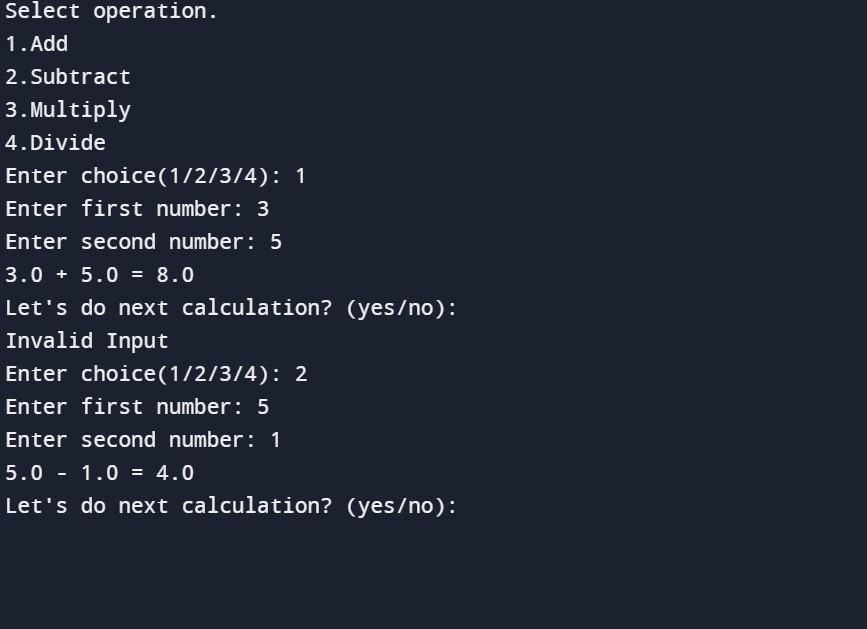 Select operation.
1.Add
2.Subtract
3.Multiply
4.Divide
Enter choice(1/2/3/4): 1
Enter first number: 3
Enter second number: 5
3.0 + 5.0 = 8.0
Let's do next calculation? (yes/no):
Invalid Input
Enter choice(1/2/3/4): 2
Enter first number: 5
Enter second number: 1
5.0 - 1.0 = 4.0
Let's do next calculation? (yes/no):